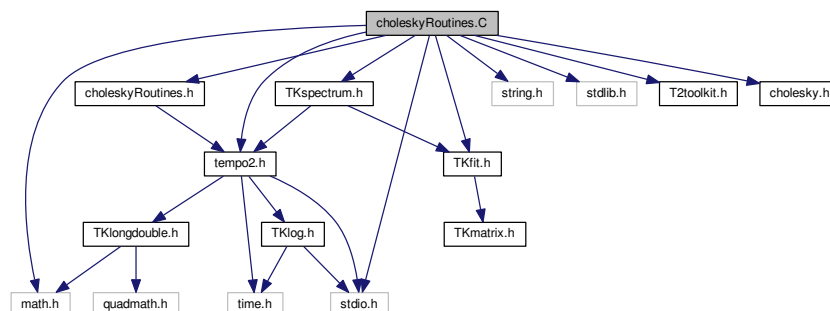 choleskyRoutines.C
choleskyRoutines.h
TKspectrum.h
string.h
stdlib.h
T2toolkit.h
cholesky.h
tempo2.h
TKfit.h
TKlongdouble.h
TKlog.h
TKmatrix.h
math.h
quadmath.h
time.h
stdio.h